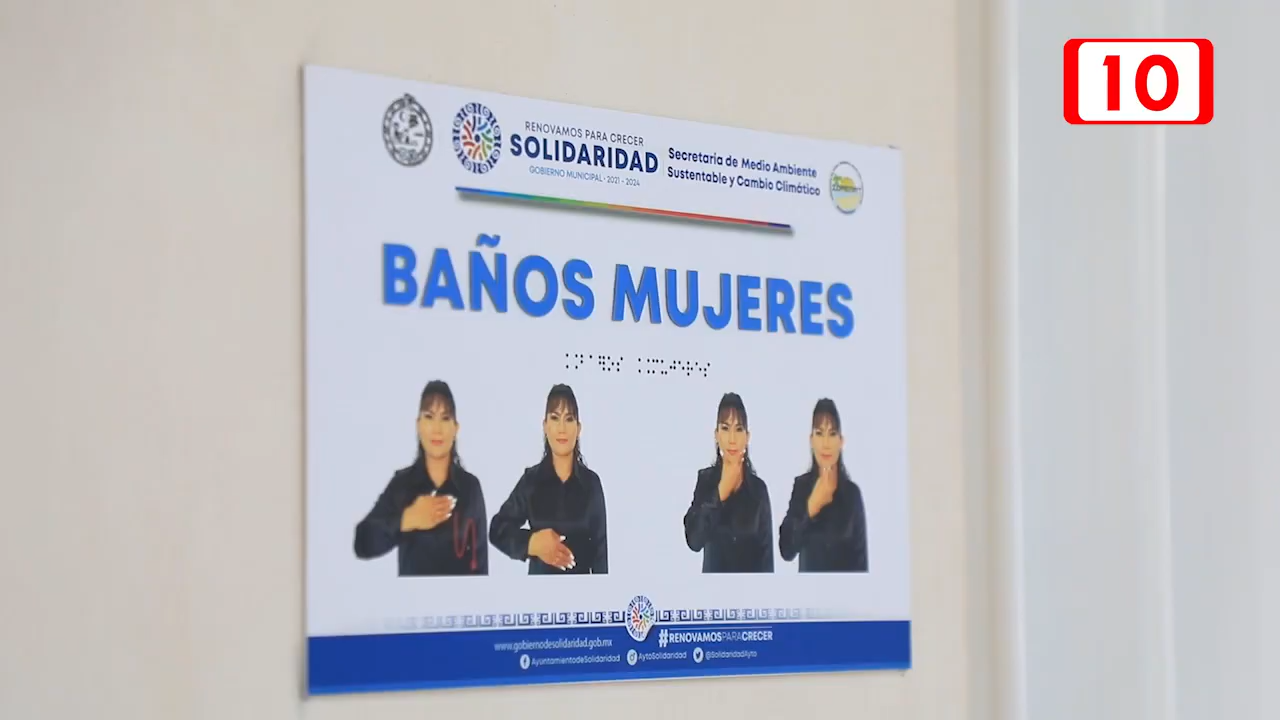 10
RENOVAMOS PARA CRECER
SOLIDARIDAD
GOBIERNO MUNICIPAL • 2021 - 2024
Secretaría de Medio Ambiente
Sustentable y Cambio Climático
BAÑOS MUJERES
www.gobiernodesolidaridad.gob.mx
#RENOVAMOSPARACRECER
AyuntamientodeSolidaridad
AytoSolidaridad
@SolidaridadAyto